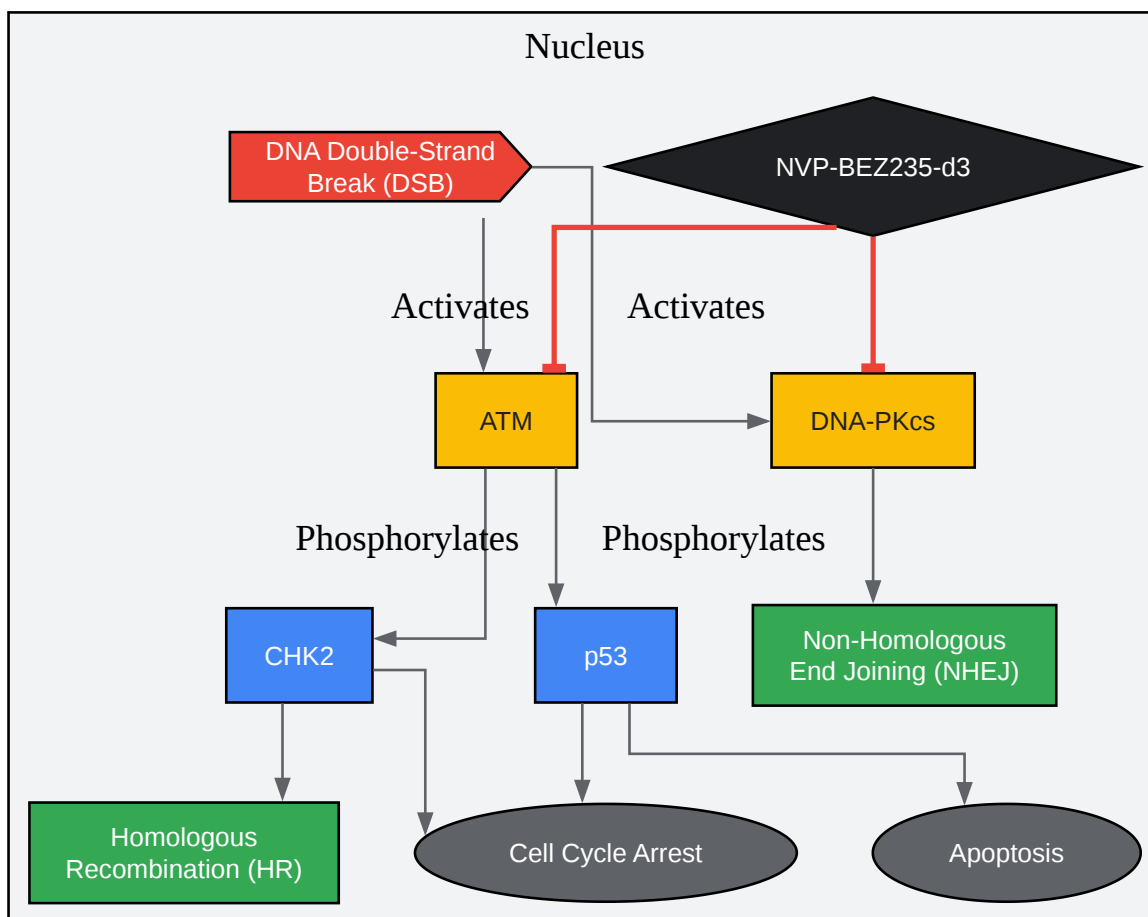 Nucleus
DNA Double-Strand
Break (DSB)
NVP-BEZ235-d3
Activates
Activates
ATM
DNA-PKcs
Phosphorylates
Phosphorylates
CHK2
p53
Non-Homologous
End Joining (NHEJ)
Homologous
Recombination (HR)
Cell Cycle Arrest
Apoptosis